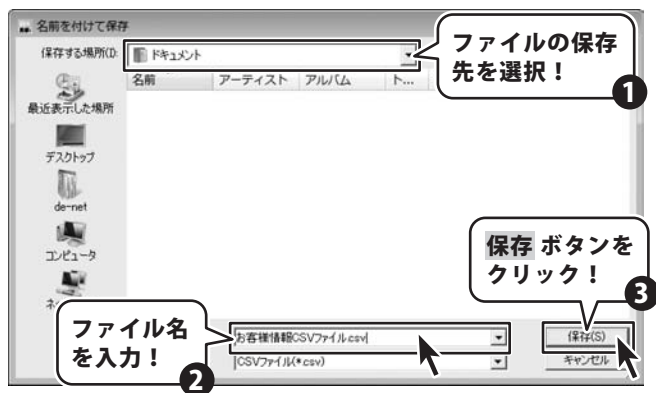 名前を付けて保存
保存する場所(I):
ドキュメント
ファイルの保存
先を選択！
1
名前 アーティスト アルバム ト...
最近表示した場所
デスクトップ
de-net
コンピュータ
保存 ボタンを
クリック！
3
ファイル名
を入力！
2
お客様情報CSVファイル.csv
保存(S)
CSVファイル(*.csv)
キャンセル